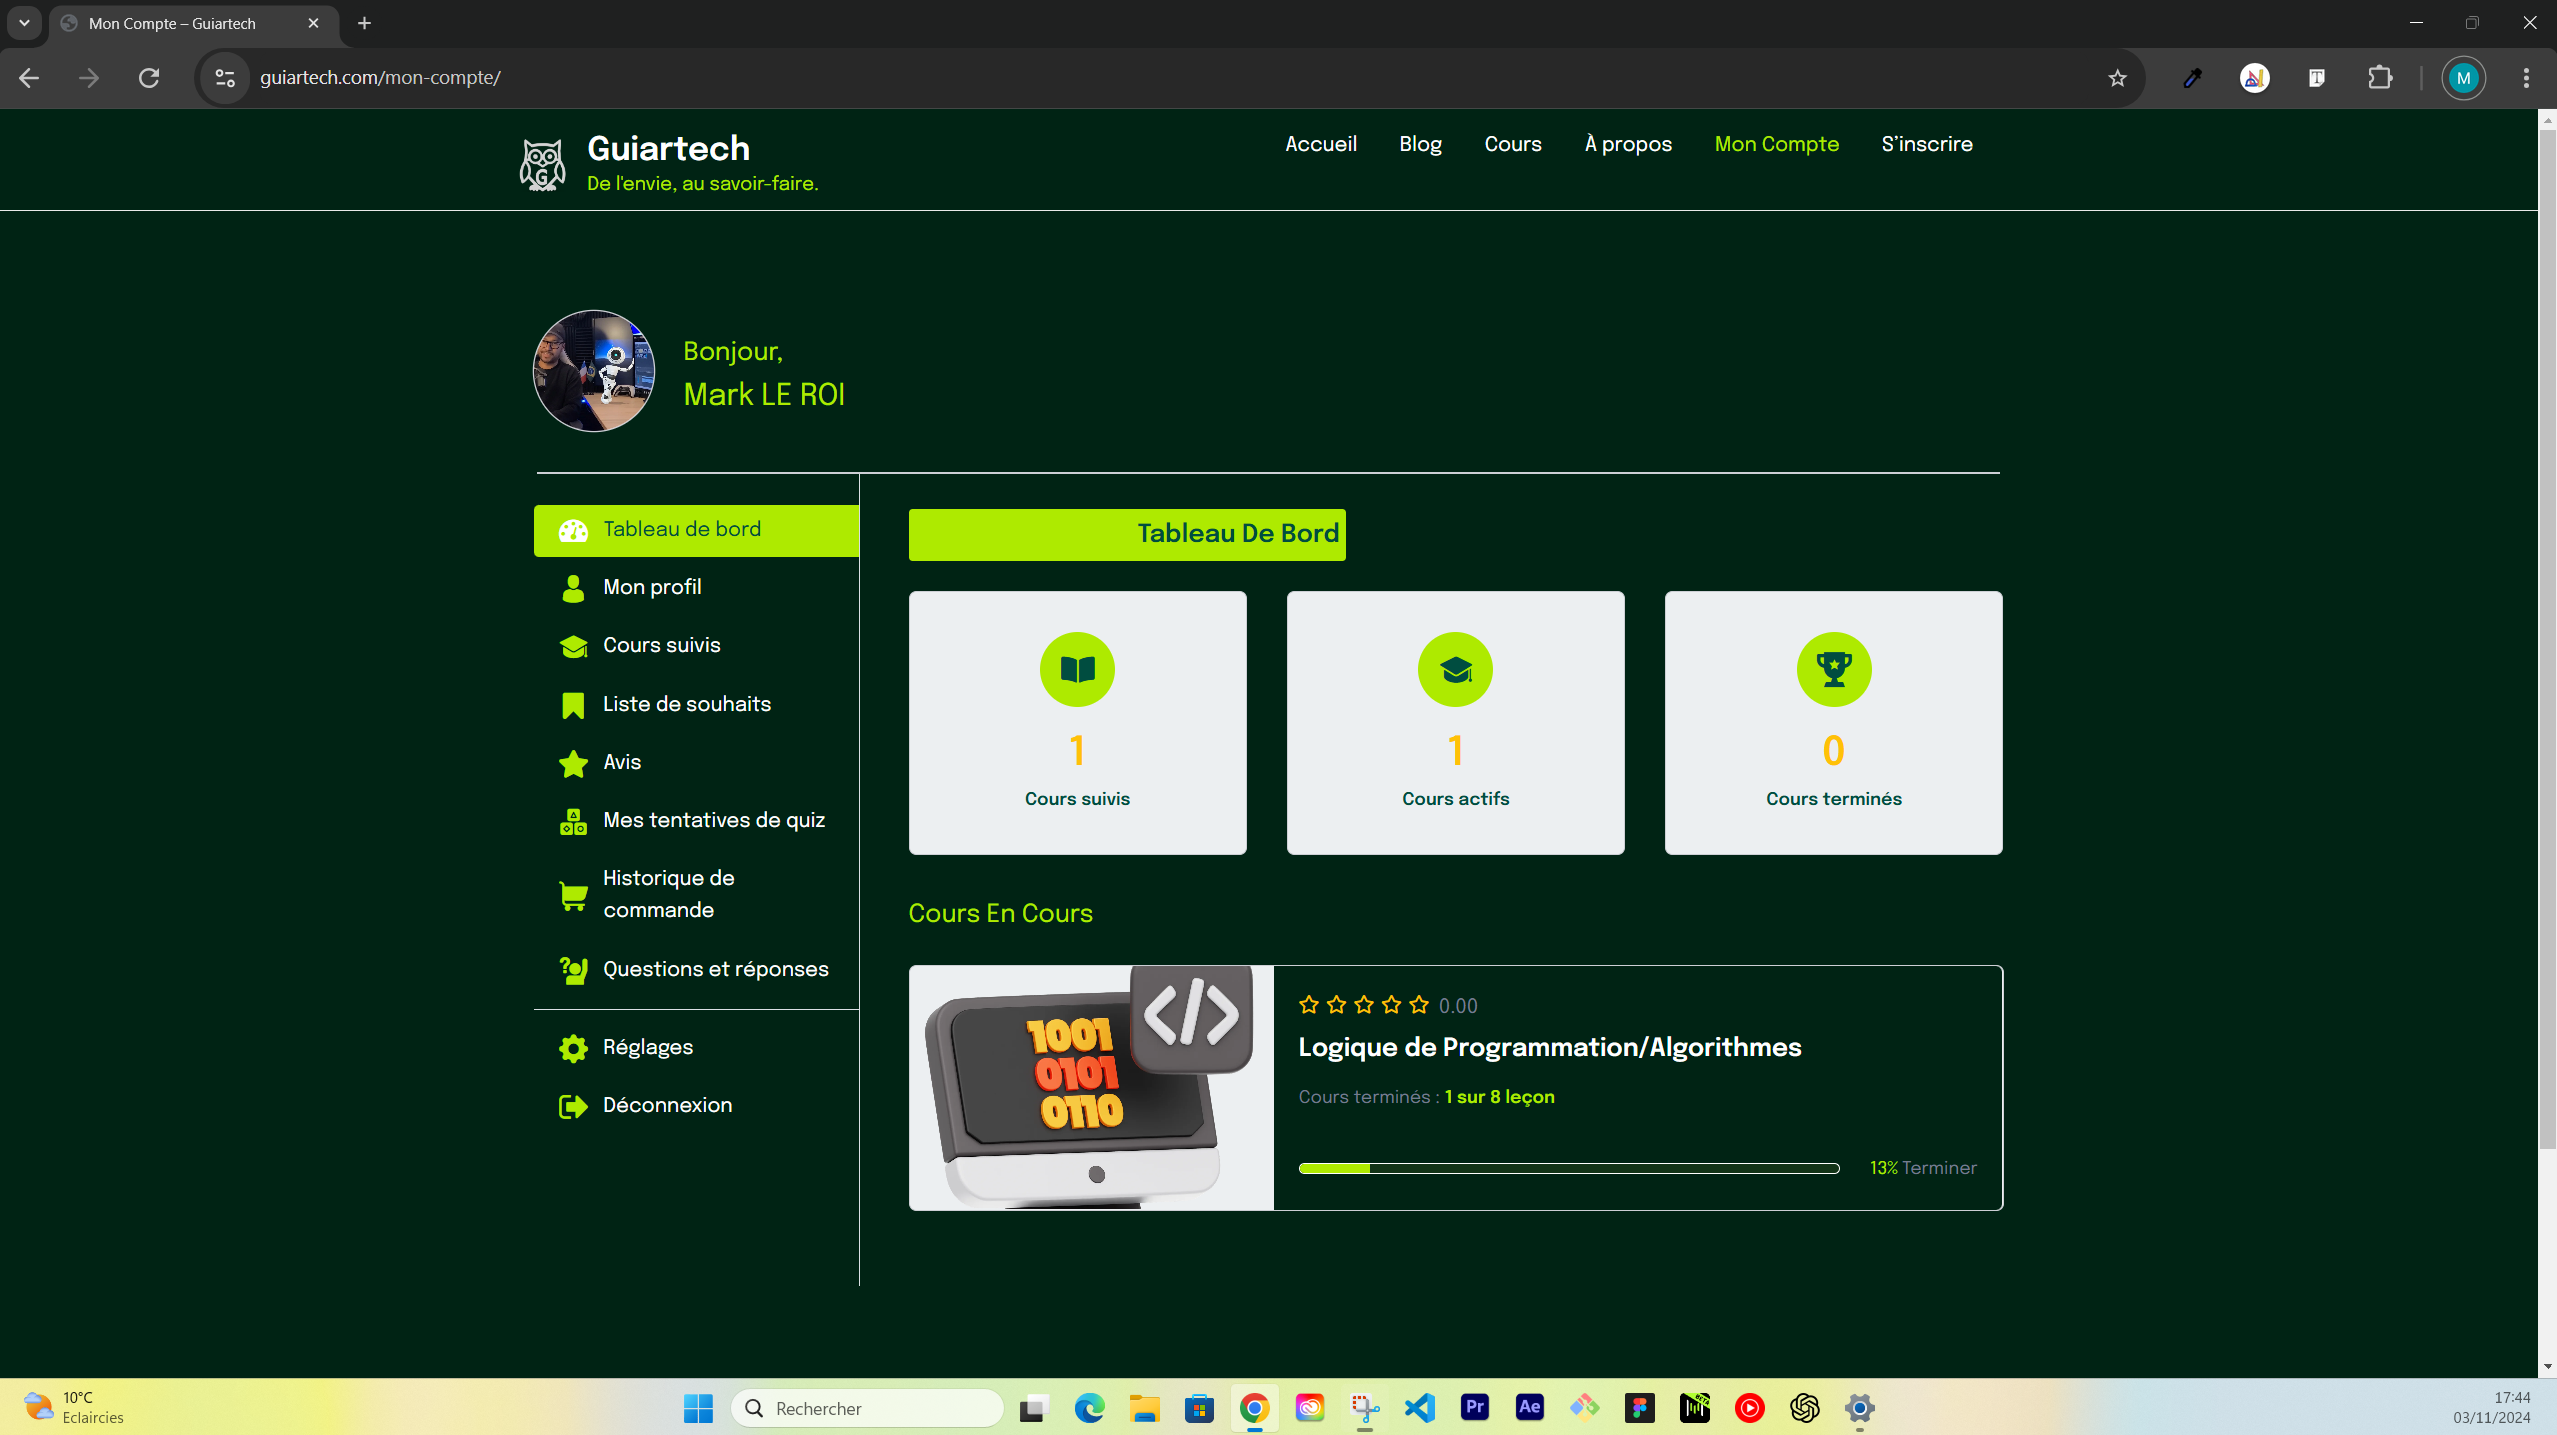 Mon Compte – Guiartech
guiartech.com/mon-compte/
M
Guiartech
De l'envie, au savoir-faire.
Accueil
Blog
Cours
À propos
Mon Compte
S'inscrire
G
Bonjour,
Mark LE ROI
Tableau de bord
Mon profil
Cours suivis
Liste de souhaits
Avis
Mes tentatives de quiz
Historique de
commande
Questions et réponses
Réglages
Déconnexion
Tableau De Bord
1
Cours suivis
1
Cours actifs
0
Cours terminés
Cours En Cours
1001
0101
0110
</>
0.00
Logique de Programmation/Algorithmes
Cours terminés : 1 sur 8 leçon
13% Terminer
10°C
Eclaircies
Rechercher
Pr
Ae
17:44
03/11/2024